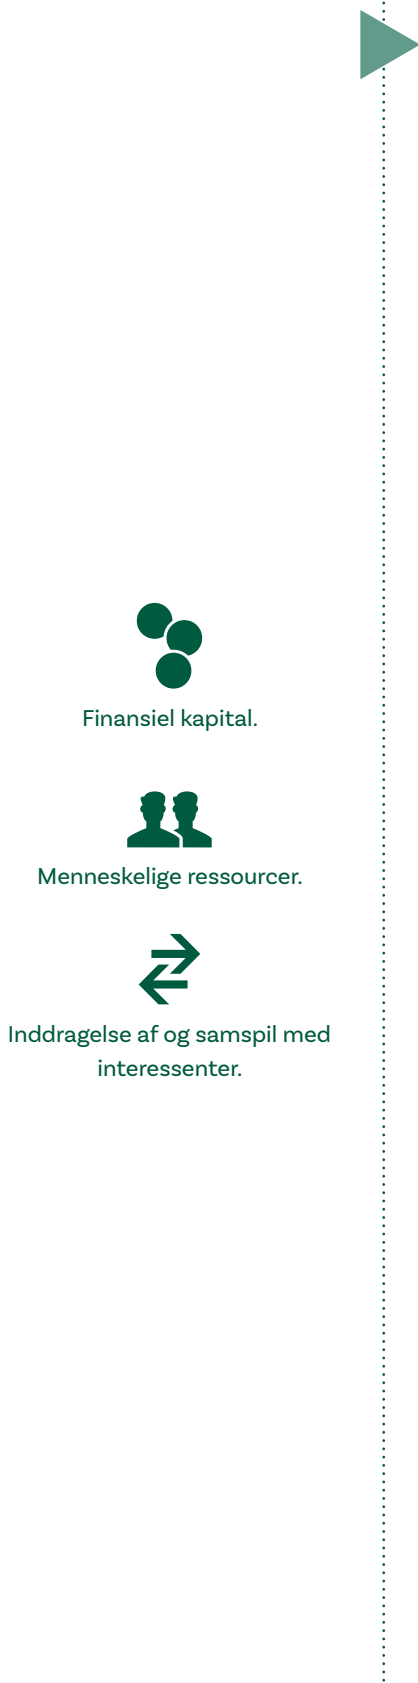 Finansiel kapital.
Menneskelige ressourcer.
Inddragelse af og samspil med
interessenter.